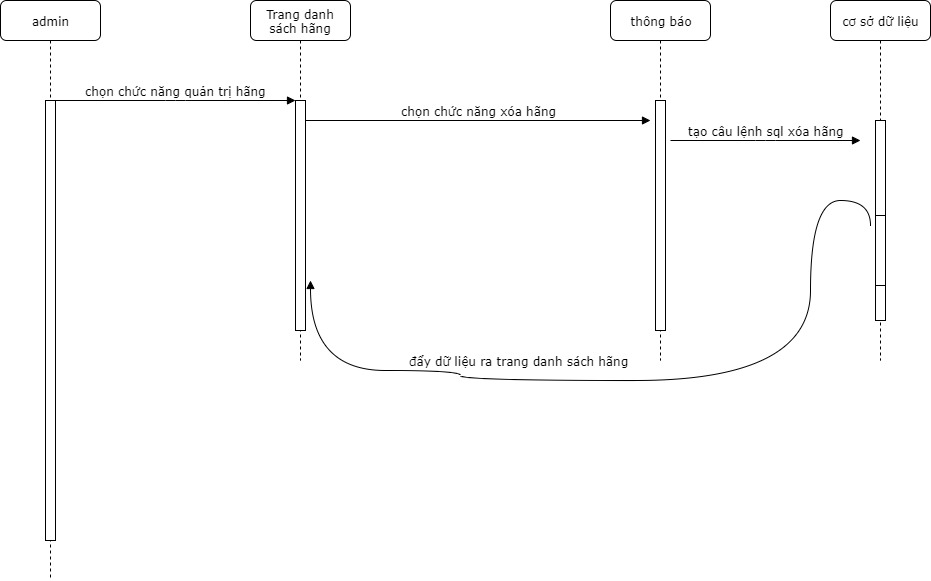 admin
Trang danh
sách hãng
thông báo
cơ sở dữ liệu
chọn chức năng quản trị hãng
chọn chức năng xóa hãng
tạo câu lệnh sql xóa hãng
đẩy dữ liệu ra trang danh sách hãng